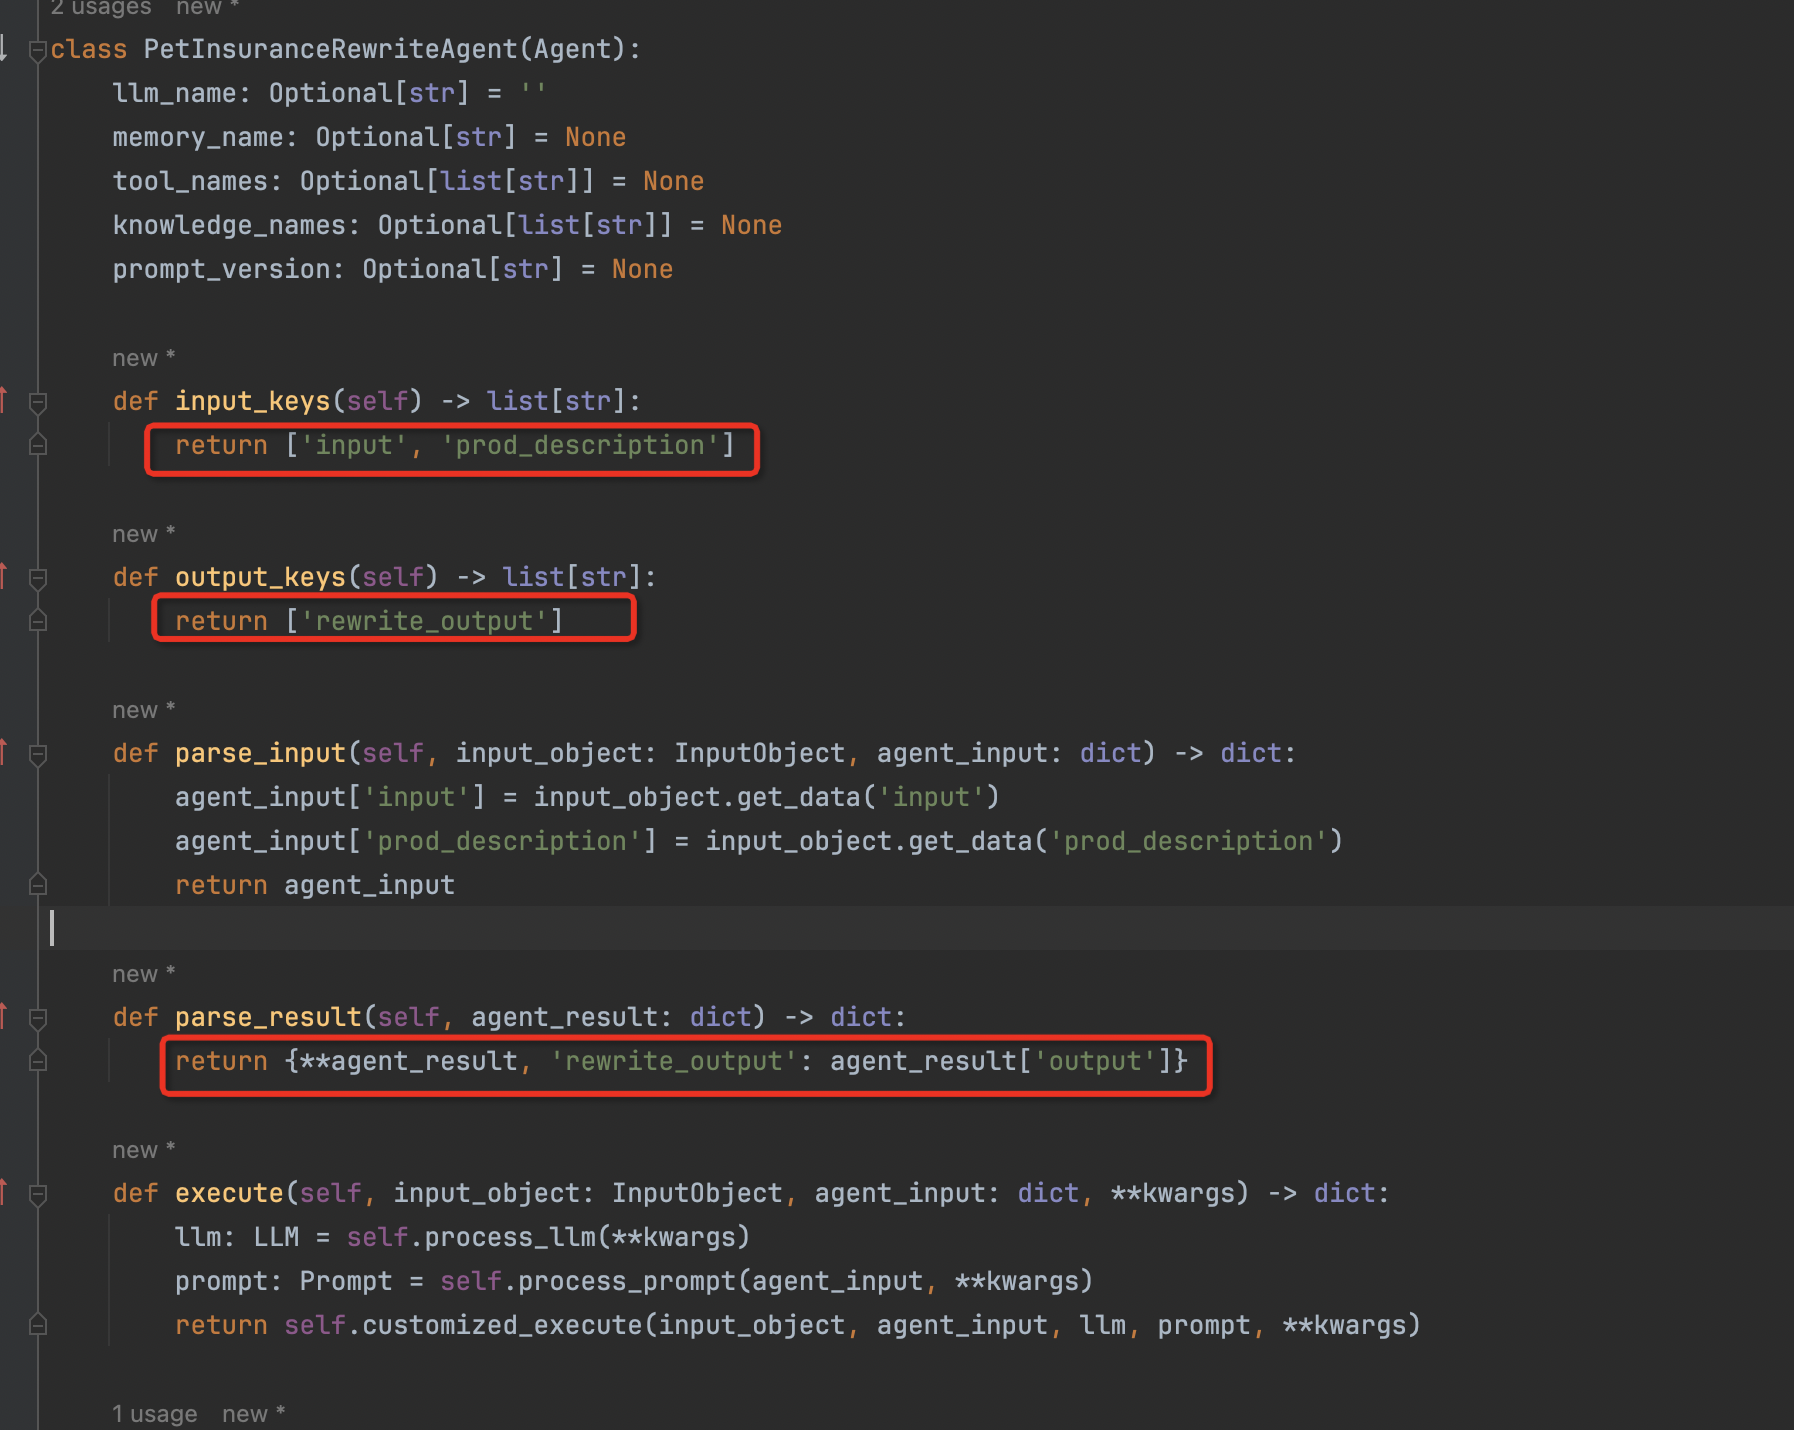 2 usages new *
class PetInsuranceRewriteAgent(Agent):
    llm_name: Optional[str] = ''
    memory_name: Optional[str] = None
    tool_names: Optional[list[str]] = None
    knowledge_names: Optional[list[str]] = None
    prompt_version: Optional[str] = None
    new *
    def input_keys(self) -> list[str]:
        return ['input', 'prod_description']
    new *
    def output_keys(self) -> list[str]:
        return ['rewrite_output']
    new *
    def parse_input(self, input_object: InputObject, agent_input: dict) -> dict:
        agent_input['input'] = input_object.get_data('input')
        agent_input['prod_description'] = input_object.get_data('prod_description')
        return agent_input
    new *
    def parse_result(self, agent_result: dict) -> dict:
        return {**agent_result, 'rewrite_output': agent_result['output']}
    new *
    def execute(self, input_object: InputObject, agent_input: dict, **kwargs) -> dict:
        llm: LLM = self.process_llm(**kwargs)
        prompt: Prompt = self.process_prompt(agent_input, **kwargs)
        return self.customized_execute(input_object, agent_input, llm, prompt, **kwargs)
    1 usage new *